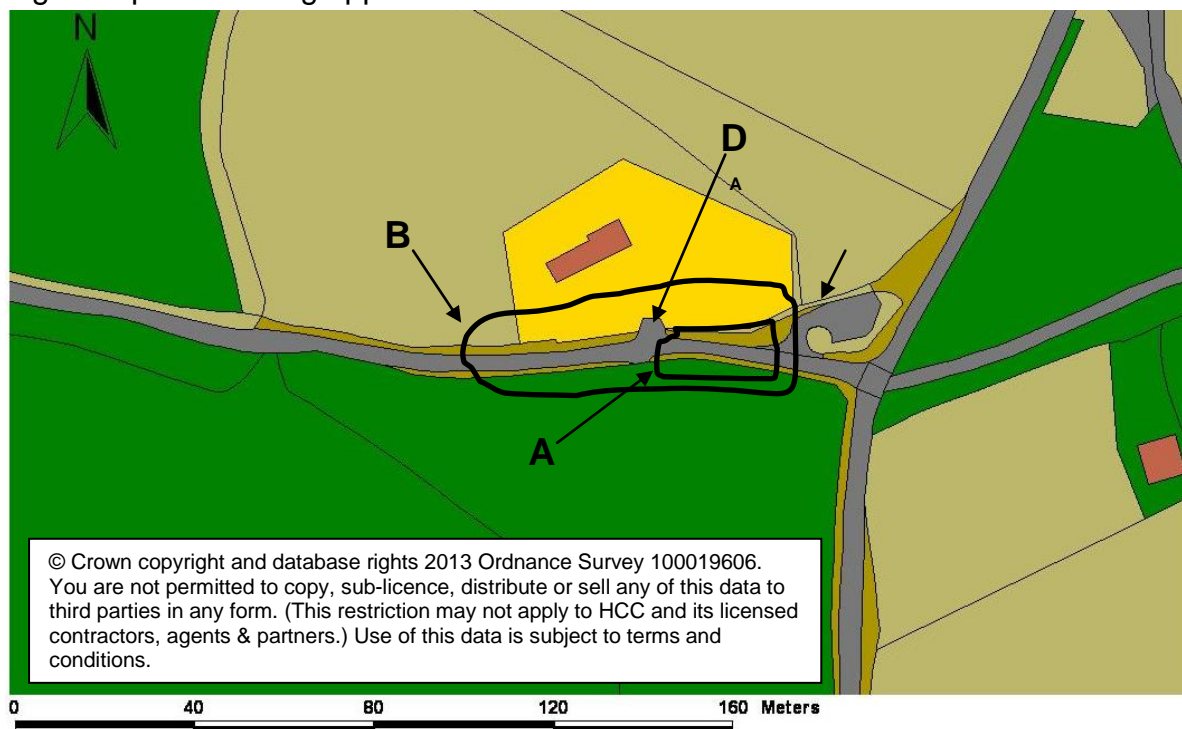 N
D
A
B
A
© Crown copyright and database rights 2013 Ordnance Survey 100019606.
You are not permitted to copy, sub-licence, distribute or sell any of this data to
third parties in any form. (This restriction may not apply to HCC and its licensed
contractors, agents & partners.) Use of this data is subject to terms and
conditions.
0 40 80 120 160 Meters